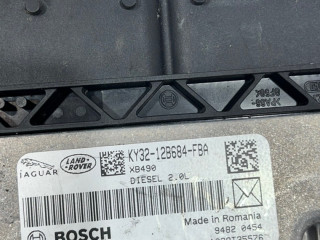 JAGUAR
LAND ROVER
KY32-12B684-FBA
XB490
DIESEL 2.0L
BOSCH
Made in Romania
9482 0454